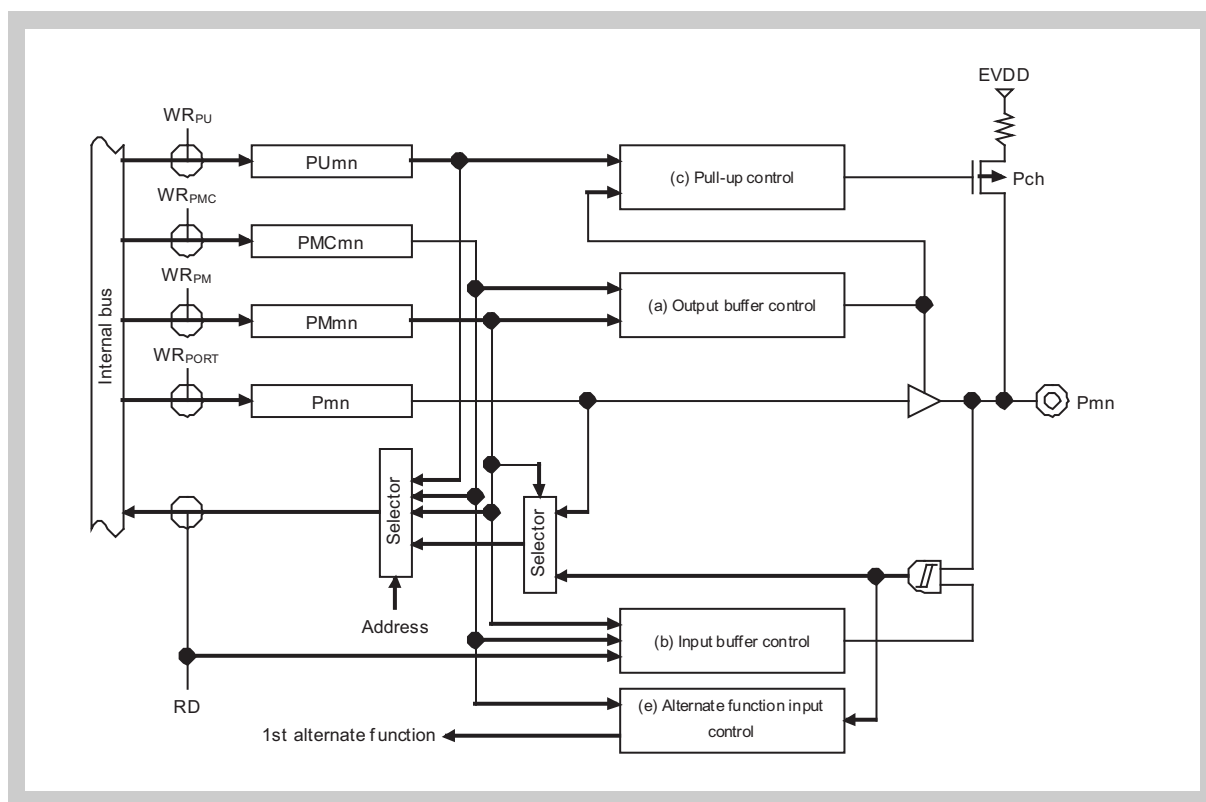 EVDD
WRPU
PUmn
(c) Pull-up control
Pch
WRPMC
PMCmn
WRPM
PMmn
(a) Output buffer control
Internal bus
WRPORT
Pmn
Pmn
Selector
Selector
Address
(b) Input buffer control
RD
(e) Alternate function input
control
1st alternate function